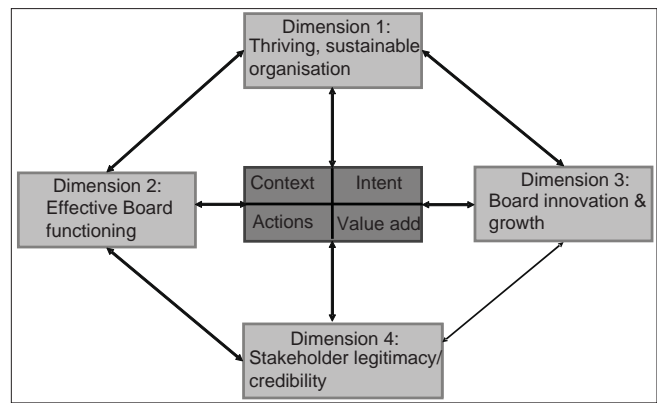 Dimension 1:
Thriving, sustainable
organisation
Dimension 2:
Effective Board
functioning
Context
Intent
Actions
Value add
Dimension 3:
Board innovation &
growth
Dimension 4:
Stakeholder legitimacy/
credibility